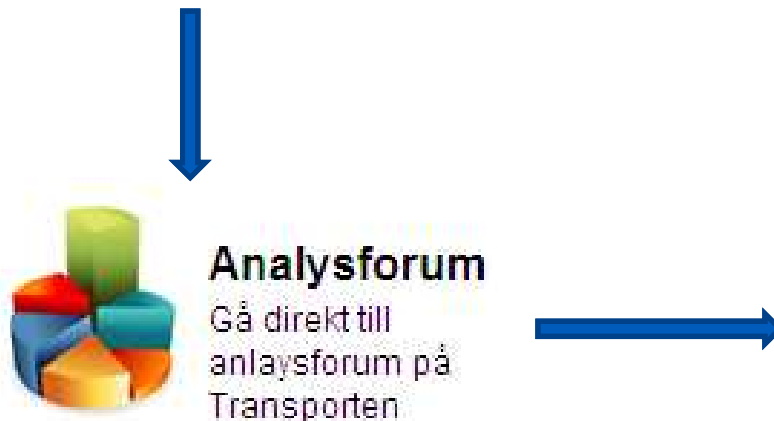 Analysforum
Gå direkt till
anlaysforum på
Transporten